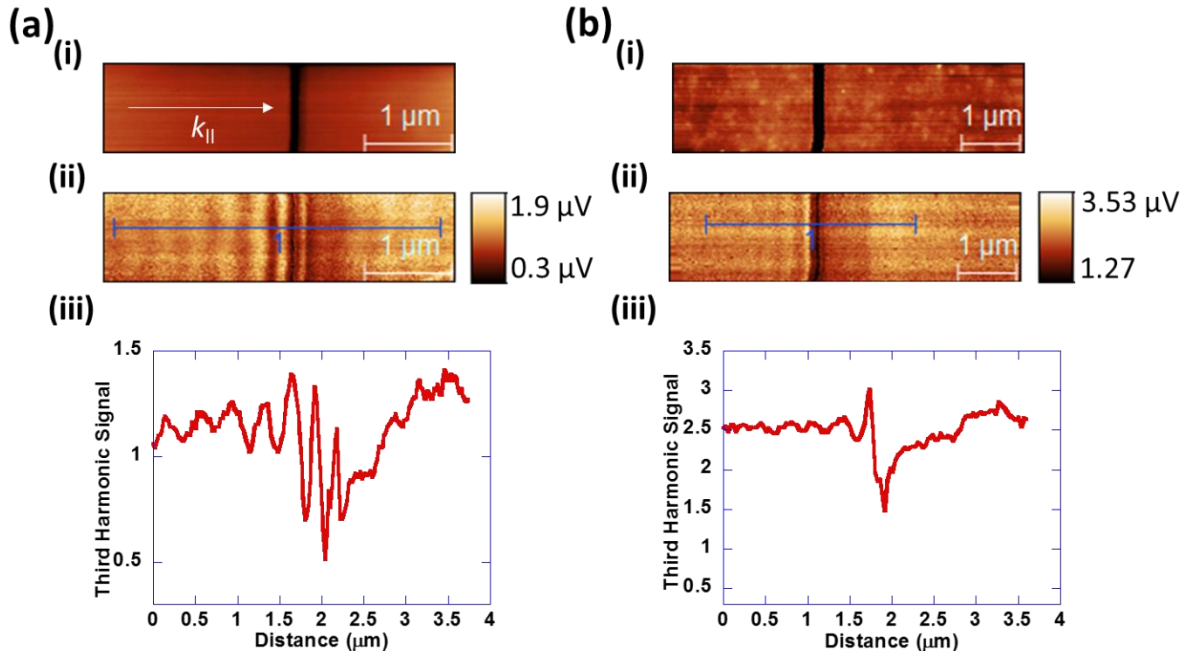 (a)
(i)
k||
1 µm
(ii)
1
1 µm
1.9 µV
0.3 µV
(iii)
Third Harmonic Signal
1.5
1
0.5
0 0.5 1 1.5 2 2.5 3 3.5 4
Distance (µm)
(b)
(i)
1 µm
(ii)
1
1 µm
3.53 µV
1.27
(iii)
Third Harmonic Signal
3.5
3
2.5
2
1.5
1
0.5
0 0.5 1 1.5 2 2.5 3 3.5 4
Distance (µm)